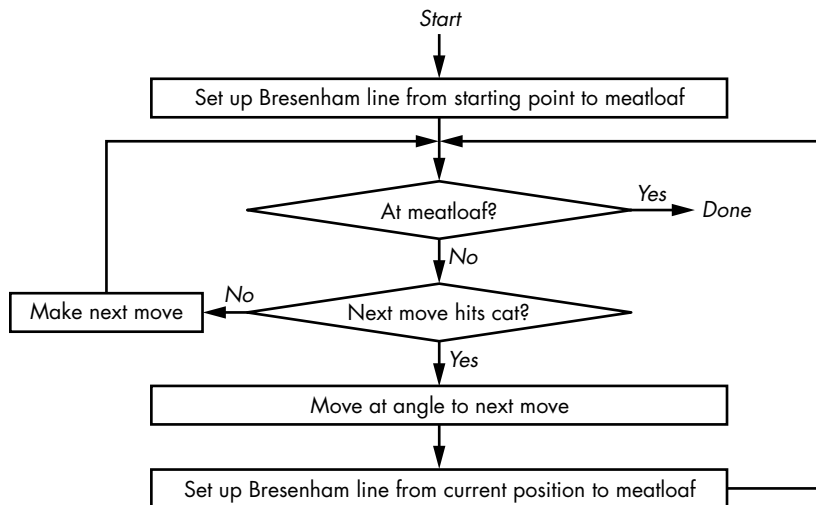 Start
Set up Bresenham line from starting point to meatloaf
At meatloaf?
Yes
Done
No
Next move hits cat?
No
Make next move
Yes
Move at angle to next move
Set up Bresenham line from current position to meatloaf